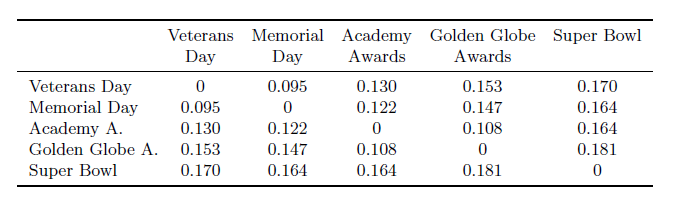 Veterans Memorial Academy Golden Globe Super Bowl
Day Day Awards Awards
Veterans Day 0 0.095 0.130 0.153 0.170
Memorial Day 0.095 0 0.122 0.147 0.164
Academy A. 0.130 0.122 0 0.108 0.164
Golden Globe A. 0.153 0.147 0.108 0 0.181
Super Bowl 0.170 0.164 0.164 0.181 0